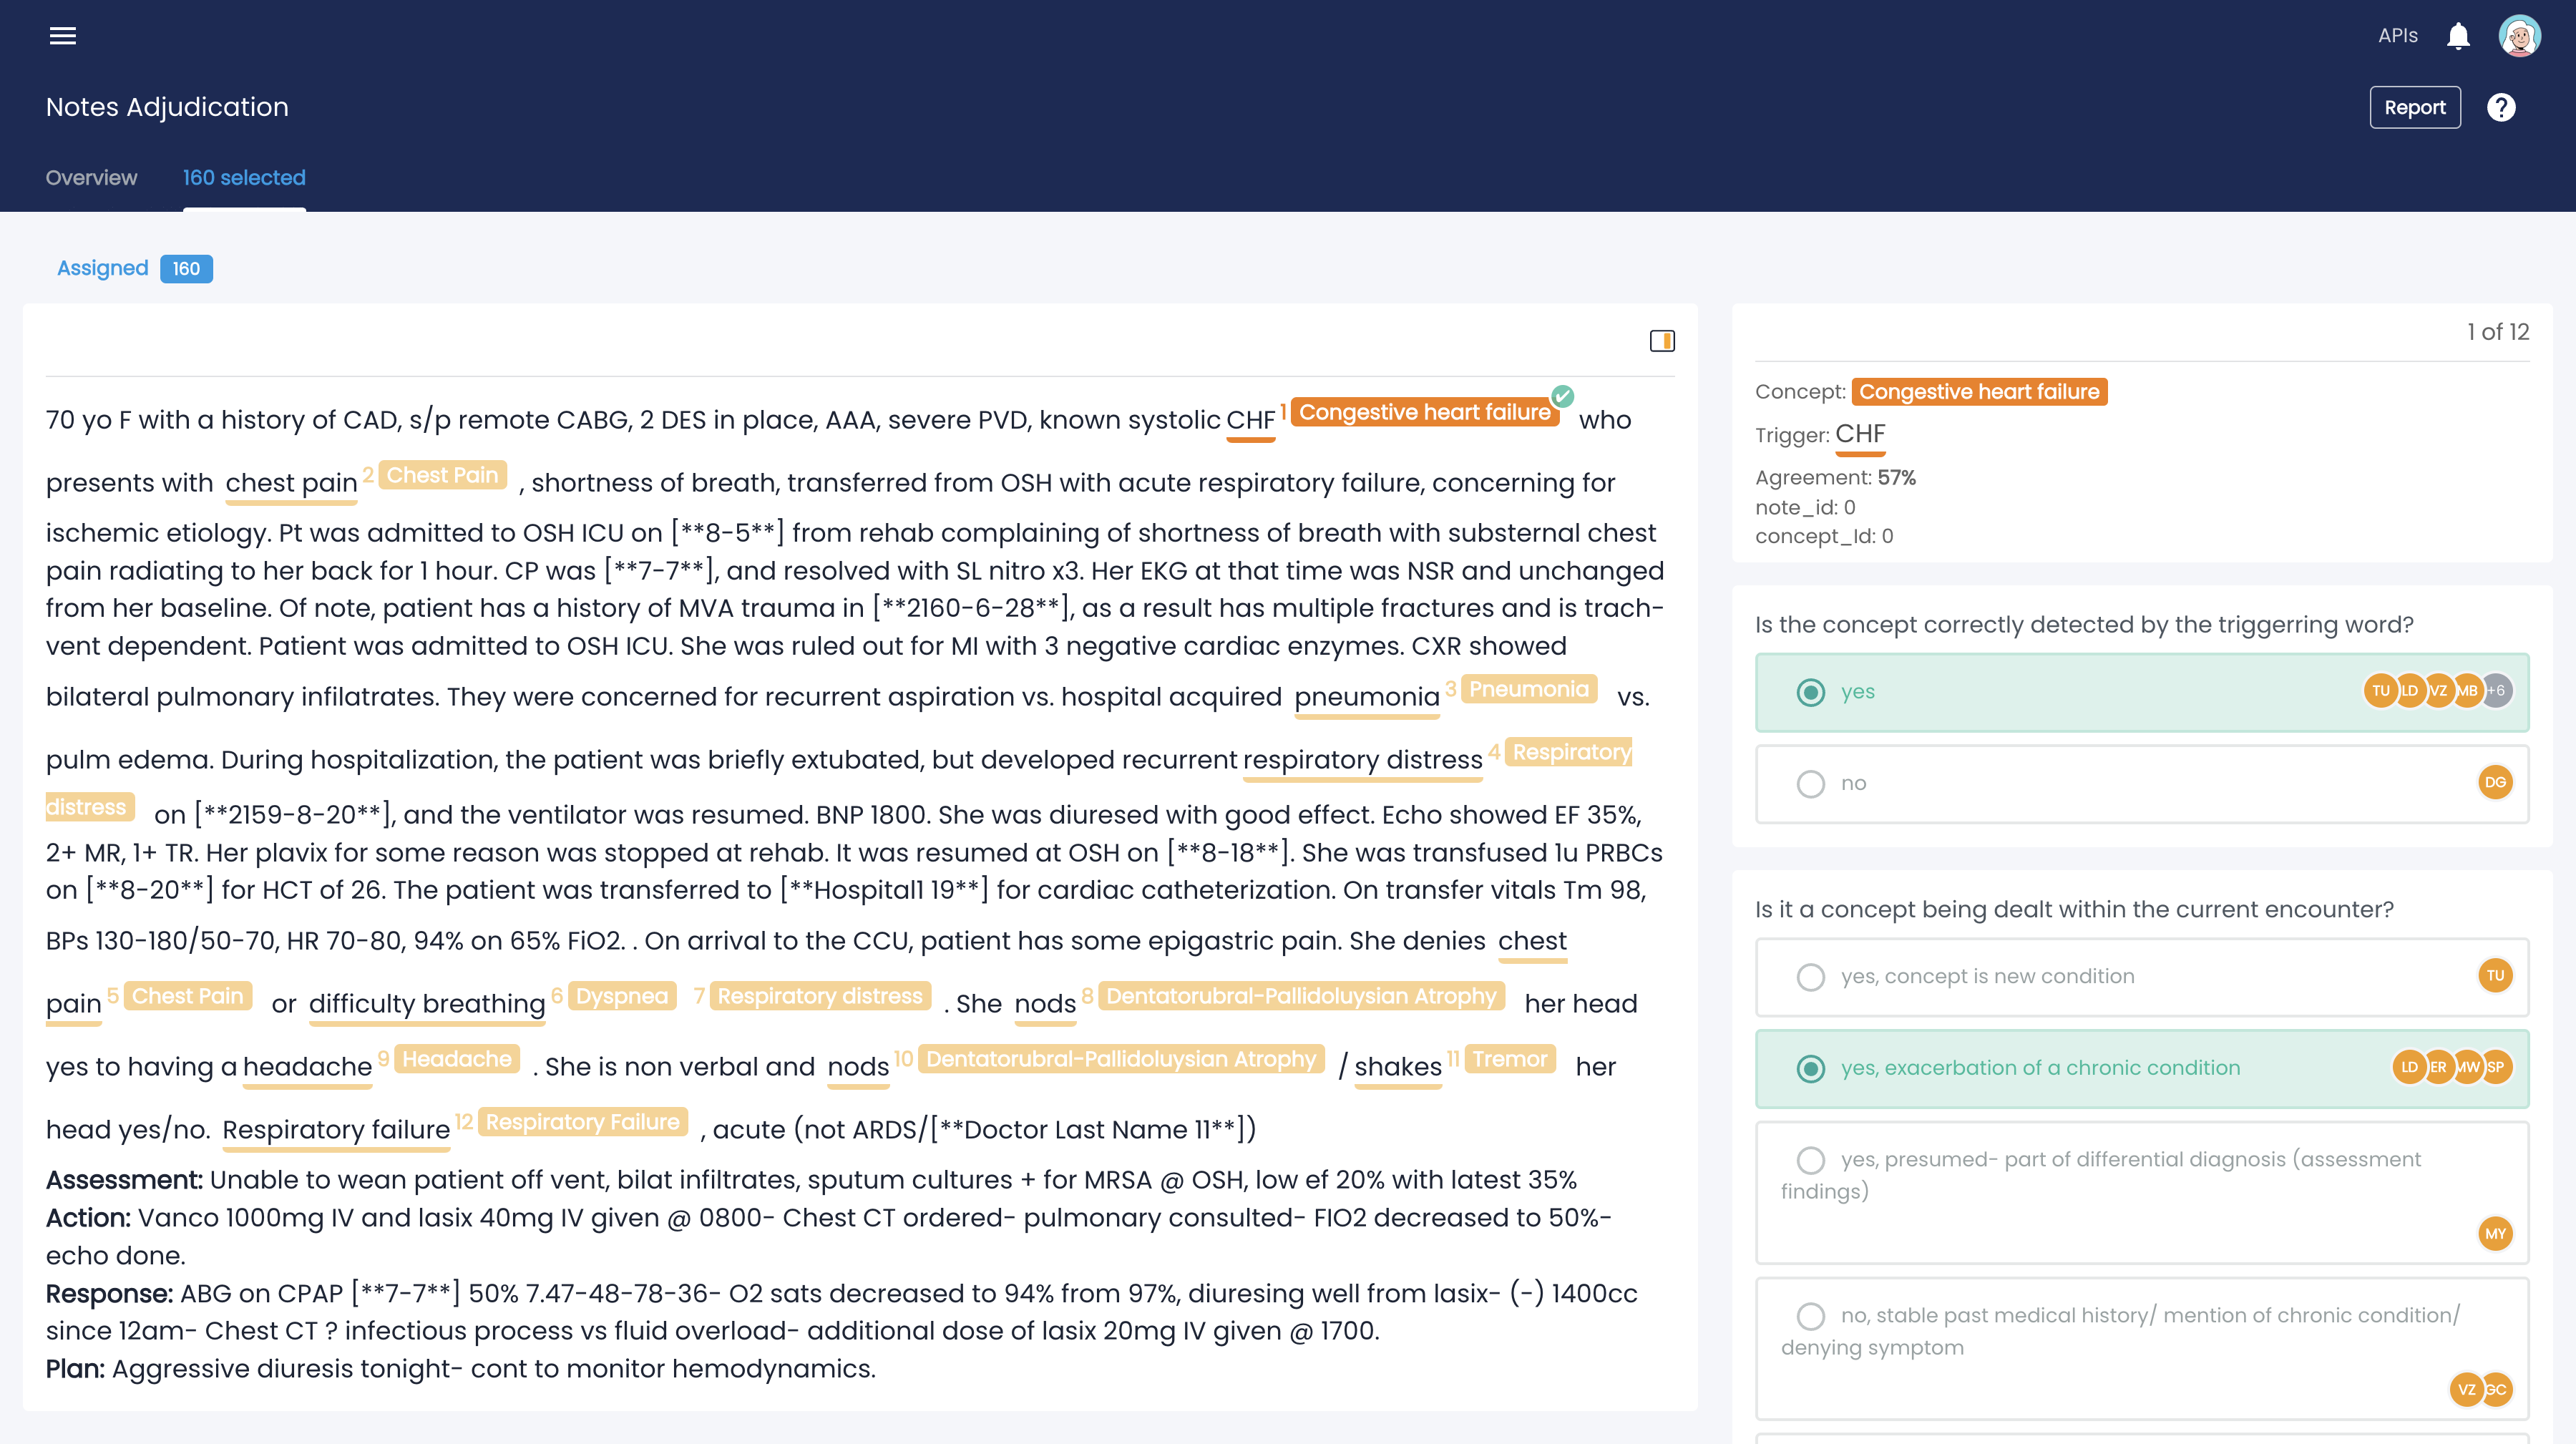 APIs
Notes Adjudication
Report
?
Overview
160 selected
Assigned 160
70 yo F with a history of CAD, s/p remote CABG, 2 DES in place, AAA, severe PVD, known systolic CHF 1 Congestive heart failure who
presents with chest pain 2 Chest Pain , shortness of breath, transferred from OSH with acute respiratory failure, concerning for
ischemic etiology. Pt was admitted to OSH ICU on [**8-5**] from rehab complaining of shortness of breath with substernal chest
pain radiating to her back for 1 hour. CP was [**7-7**], and resolved with SL nitro x3. Her EKG at that time was NSR and unchanged
from her baseline. Of note, patient has a history of MVA trauma in [**2160-6-28**], as a result has multiple fractures and is trach-
vent dependent. Patient was admitted to OSH ICU. She was ruled out for MI with 3 negative cardiac enzymes. CXR showed
bilateral pulmonary infilatrates. They were concerned for recurrent aspiration vs. hospital acquired pneumonia 3 Pneumonia vs.
pulm edema. During hospitalization, the patient was briefly extubated, but developed recurrent respiratory distress 4 Respiratory
distress on [**2159-8-20**], and the ventilator was resumed. BNP 1800. She was diuresed with good effect. Echo showed EF 35%,
2+ MR, 1+ TR. Her plavix for some reason was stopped at rehab. It was resumed at OSH on [**8-18**]. She was transfused 1u PRBCs
on [**8-20**] for HCT of 26. The patient was transferred to [**Hospital1 19**] for cardiac catheterization. On transfer vitals Tm 98,
BPs 130-180/50-70, HR 70-80, 94% on 65% FiO2. . On arrival to the CCU, patient has some epigastric pain. She denies chest
pain 5 Chest Pain or difficulty breathing 6 Dyspnea 7 Respiratory distress . She nods 8 Dentatorubral-Pallidoluysian Atrophy her head
yes to having a headache 9 Headache . She is non verbal and nods 10 Dentatorubral-Pallidoluysian Atrophy / shakes 11 Tremor her
head yes/no. Respiratory failure 12 Respiratory Failure , acute (not ARDS/[**Doctor Last Name 11**])
Assessment: Unable to wean patient off vent, bilat infiltrates, sputum cultures + for MRSA @ OSH, low ef 20% with latest 35%
Action: Vanco 1000mg IV and lasix 40mg IV given @ 0800- Chest CT ordered- pulmonary consulted- FIO2 decreased to 50%-
echo done.
Response: ABG on CPAP [**7-7**] 50% 7.47-48-78-36- O2 sats decreased to 94% from 97%, diuresing well from lasix- (-) 1400cc
since 12am- Chest CT ? infectious process vs fluid overload- additional dose of lasix 20mg IV given @ 1700.
Plan: Aggressive diuresis tonight- cont to monitor hemodynamics.
1 of 12
Concept: Congestive heart failure
Trigger: CHF
Agreement: 57%
note_id: 0
concept_Id: 0
Is the concept correctly detected by the triggerring word?
yes TU LD VZ MB +6
no DG
Is it a concept being dealt within the current encounter?
yes, concept is new condition TU
yes, exacerbation of a chronic condition LD ER MW SP
yes, presumed- part of differential diagnosis (assessment
findings)
MY
no, stable past medical history/ mention of chronic condition/
denying symptom
VZ GC